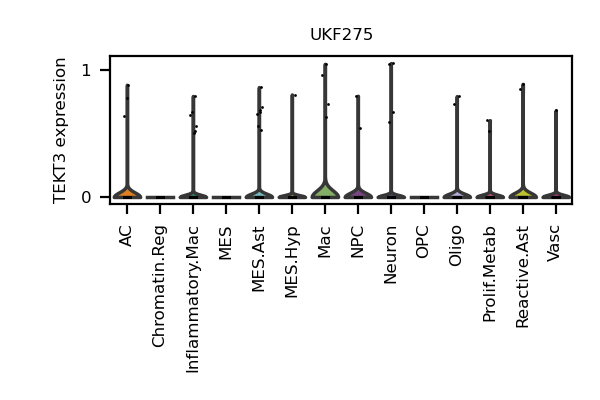 UKF275
TEKT3 expression
1
0
AC
Chromatin.Reg
Inflammatory.Mac
MES
MES.Ast
MES.Hyp
Mac
NPC
Neuron
OPC
Oligo
Prolif.Metab
Reactive.Ast
Vasc